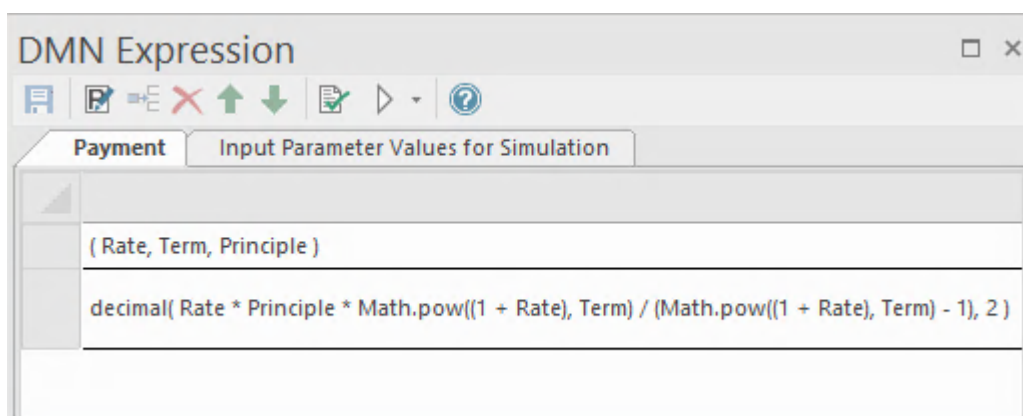 DMN Expression
Payment
Input Parameter Values for Simulation
( Rate, Term, Principle )
decimal( Rate * Principle * Math.pow((1 + Rate), Term) / (Math.pow((1 + Rate), Term) - 1), 2 )